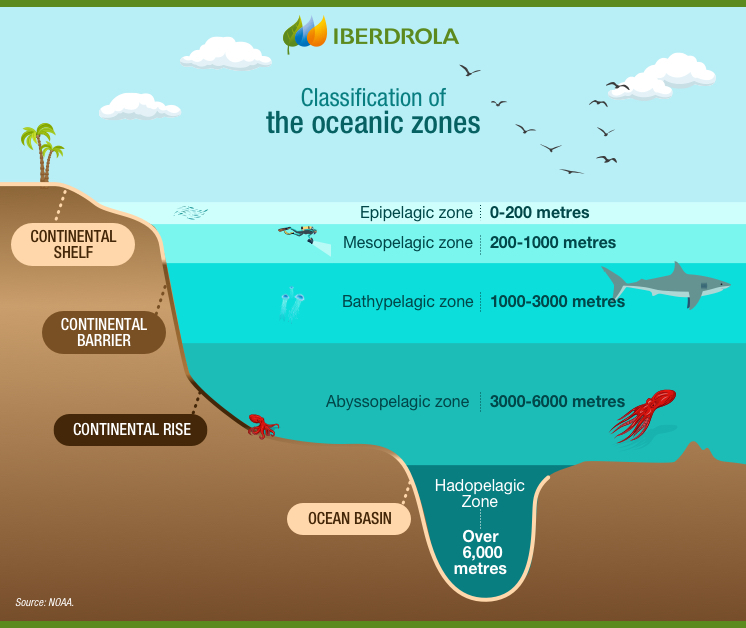 IBERDROLA
Classification of
the oceanic zones
Epipelagic zone 0-200 metres
CONTINENTAL
SHELF
Mesopelagic zone 200-1000 metres
Bathypelagic zone 1000-3000 metres
CONTINENTAL
BARRIER
Abyssopelagic zone 3000-6000 metres
CONTINENTAL RISE
Hadopelagic
Zone
OCEAN BASIN
Over
6,000
metres
Source: NOAA.